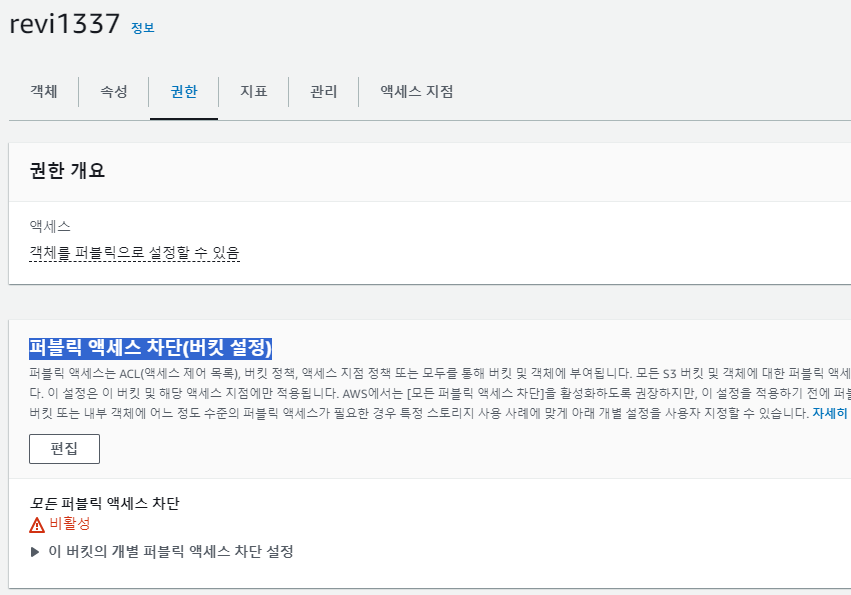 revi1337 정보
객체 속성 권한 지표 관리 액세스 지점
권한 개요
액세스
객체를 퍼블릭으로 설정할 수 있음
퍼블릭 액세스 차단(버킷 설정)
퍼블릭 액세스는 ACL(액세스 제어 목록), 버킷 정책, 액세스 지점 정책 또는 모두를 통해 버킷 및 객체에 부여됩니다. 모든 S3 버킷 및 객체에 대한 퍼블릭 액세
다. 이 설정은 이 버킷 및 해당 액세스 지점에만 적용됩니다. AWS에서는 [모든 퍼블릭 액세스 차단]을 활성화하도록 권장하지만, 이 설정을 적용하기 전에 퍼블
버킷 또는 내부 객체에 어느 정도 수준의 퍼블릭 액세스가 필요한 경우 특정 스토리지 사용 사례에 맞게 아래 개별 설정을 사용자 지정할 수 있습니다. 자세히
편집
모든 퍼블릭 액세스 차단
비활성
이 버킷의 개별 퍼블릭 액세스 차단 설정